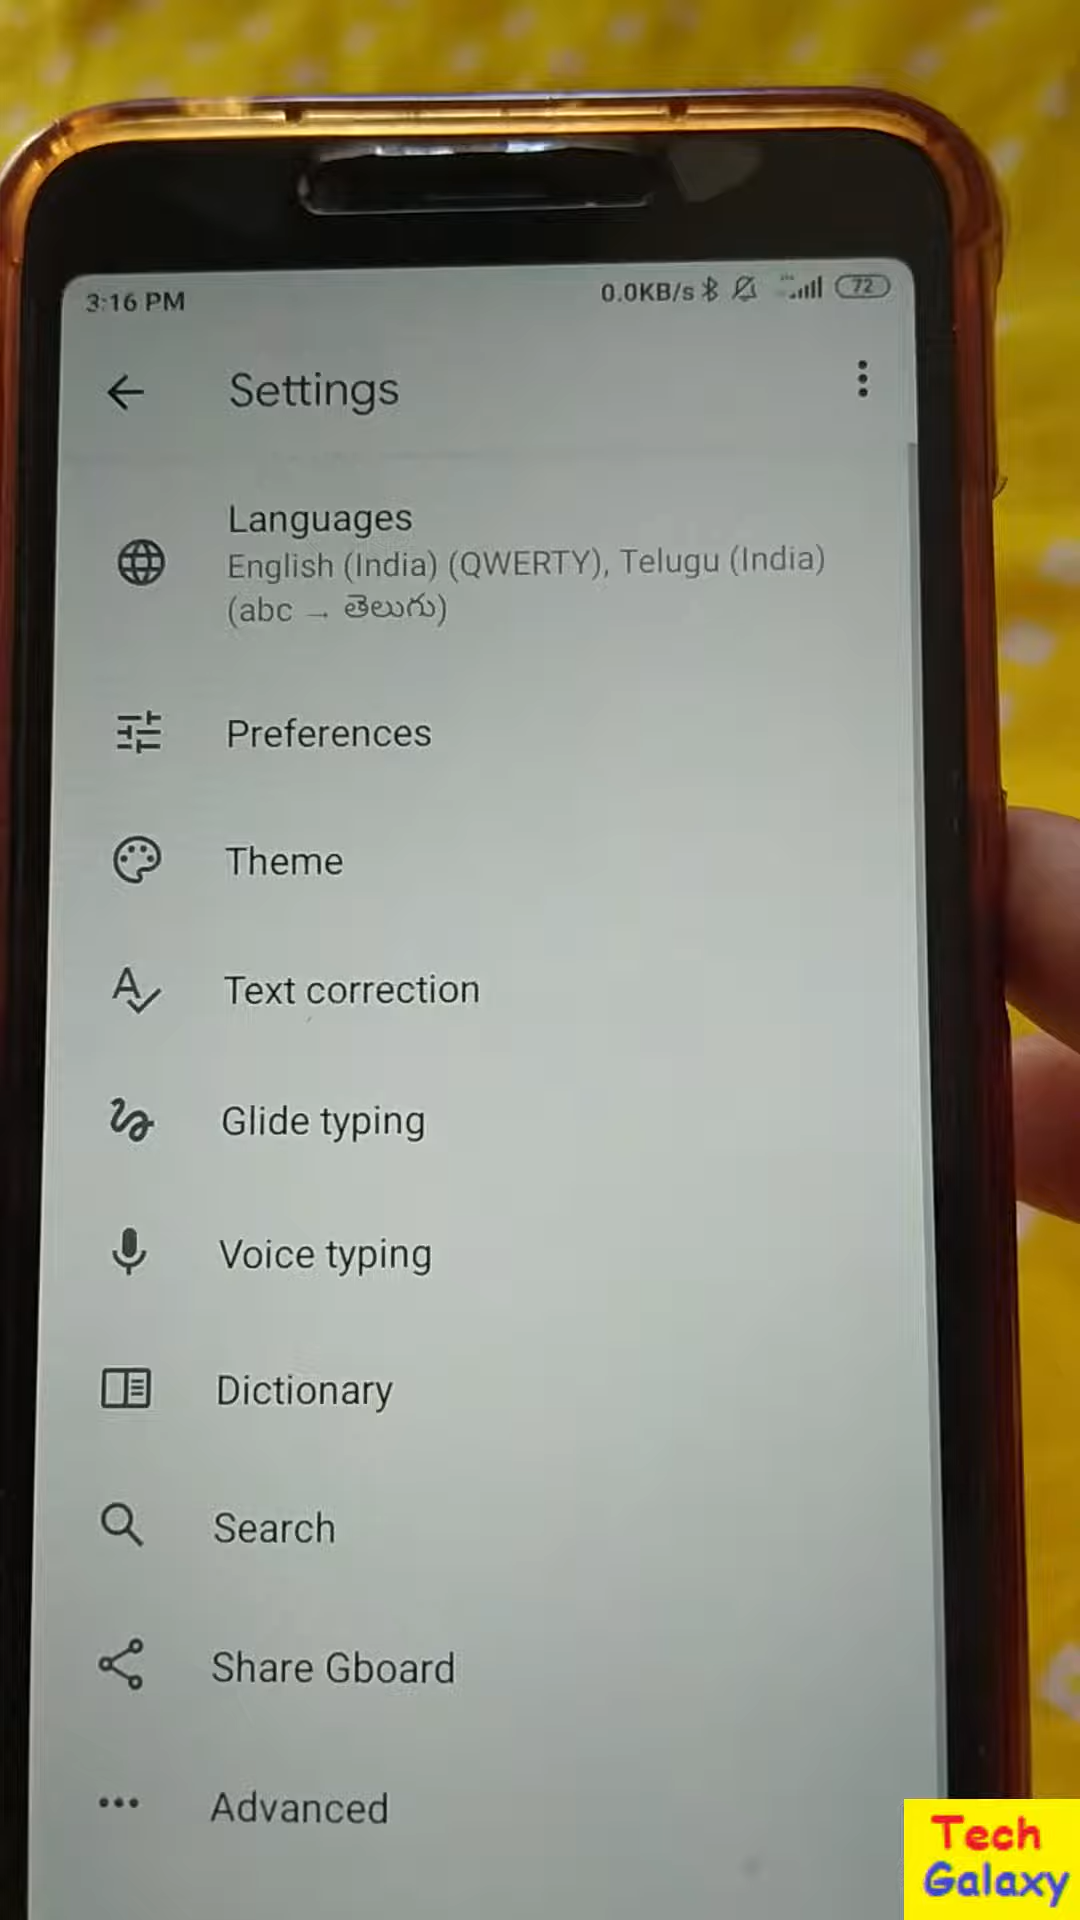 3:16 PM 0.0KB/s 72
Settings
Languages
English (India) (QWERTY), Telugu (India)
(abc → తెలుగు)
Preferences
Theme
Text correction
Glide typing
Voice typing
Dictionary
Search
Share Gboard
Advanced
Tech
Galaxy